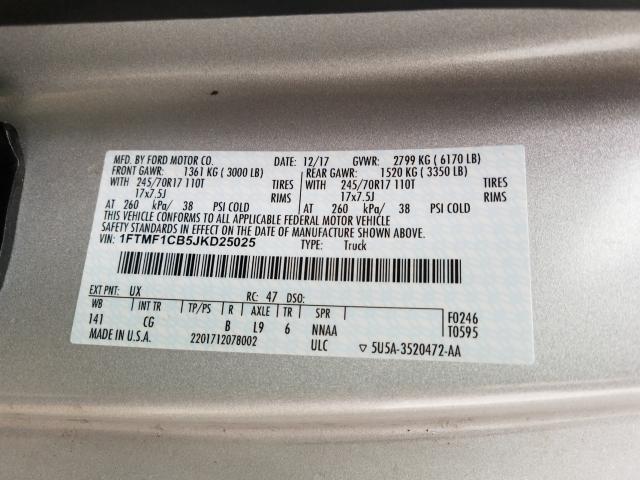 MFD. BY FORD MOTOR CO. DATE: 12/17 GVWR: 2799 KG ( 6170 LB)
FRONT GAWR: 1361 KG ( 3000 LB) REAR GAWR: 1520 KG ( 3350 LB)
WITH 245/70R17 110T TIRES WITH 245/70R17 110T TIRES
17x7.5J RIMS 17x7.5J RIMS
AT 260 kPa/ 38 PSI COLD AT 260 kPa/ 38 PSI COLD
THIS VEHICLE CONFORMS TO ALL APPLICABLE FEDERAL MOTOR VEHICLE
SAFETY STANDARDS IN EFFECT ON THE DATE OF MANUFACTURE SHOWN ABOVE.
VIN: 1FTMF1CB5JKD25025 TYPE: Truck
EXT PNT: UX RC: 47 DSO:
WB INT TR TP/PS R AXLE TR SPR F0246
141 CG B L9 6 NNAA T0595
MADE IN U.S.A. 2201712078002 ULC ▽ 5U5A-3520472-AA